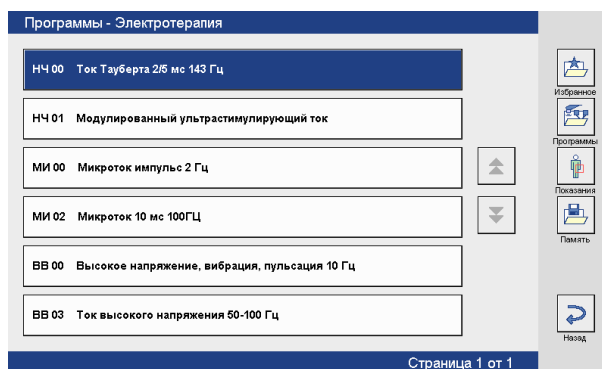 Программы - Электротерапия
НЧ 00 Ток Тауберта 2/5 мс 143 Гц
НЧ 01 Модулированный ультрастимулирующий ток
МИ 00 Микроток импульс 2 Гц
МИ 02 Микроток 10 мс 100ГЦ
ВВ 00 Высокое напряжение, вибрация, пульсация 10 Гц
ВВ 03 Ток высокого напряжения 50-100 Гц
Страница 1 от 1
Избранное
Программы
Показания
Память
Назад